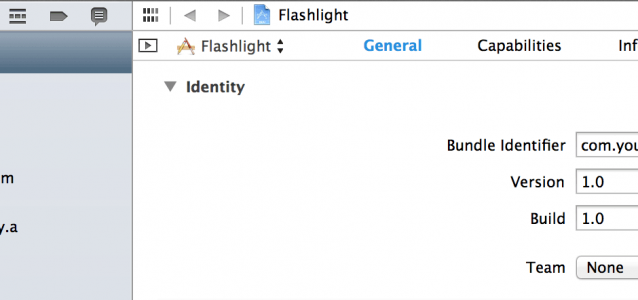 Flashlight
Flashlight General Capabilities Inf
Identity
Bundle Identifier com.you
m
Version 1.0
Build 1.0
y.a
Team None